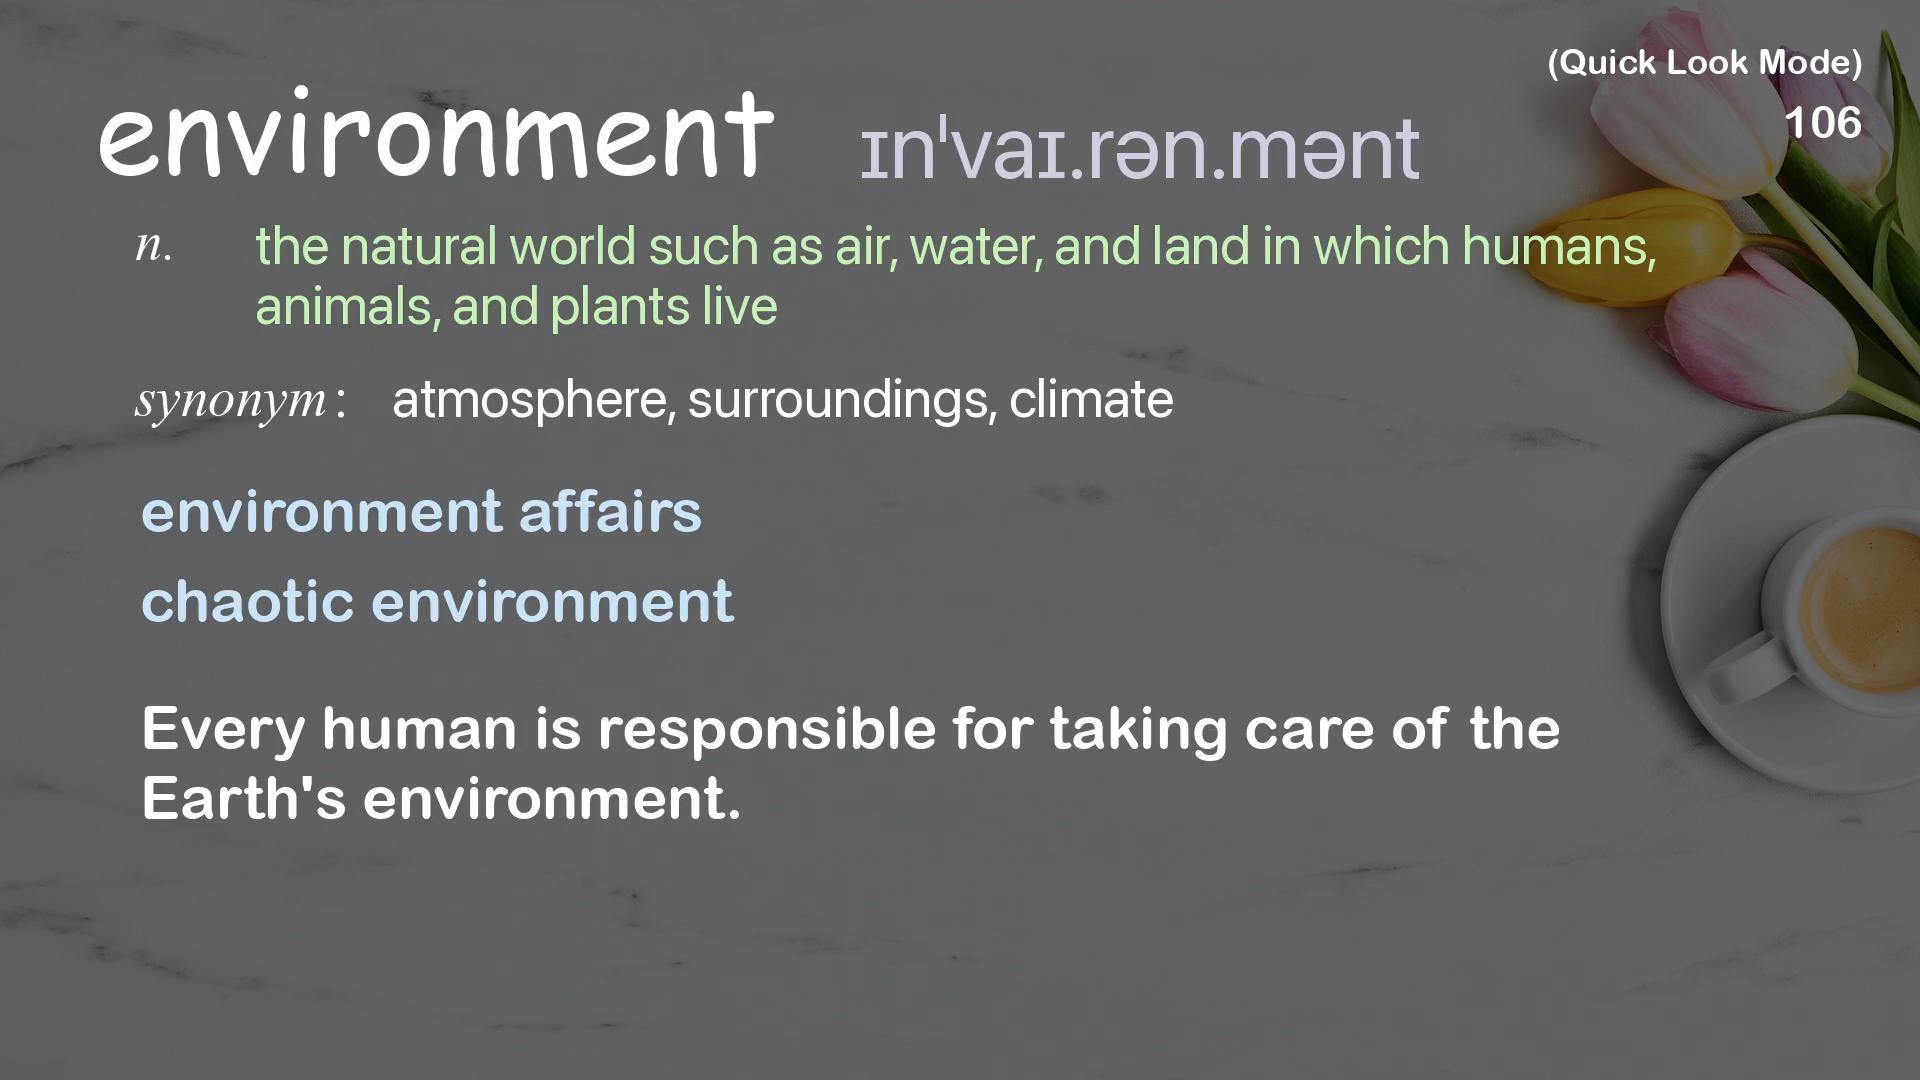 (Quick Look Mode)
106
environment ɪnˈvaɪ.rən.mənt
n. the natural world such as air, water, and land in which humans,
animals, and plants live
synonym: atmosphere, surroundings, climate
environment affairs
chaotic environment
Every human is responsible for taking care of the
Earth's environment.